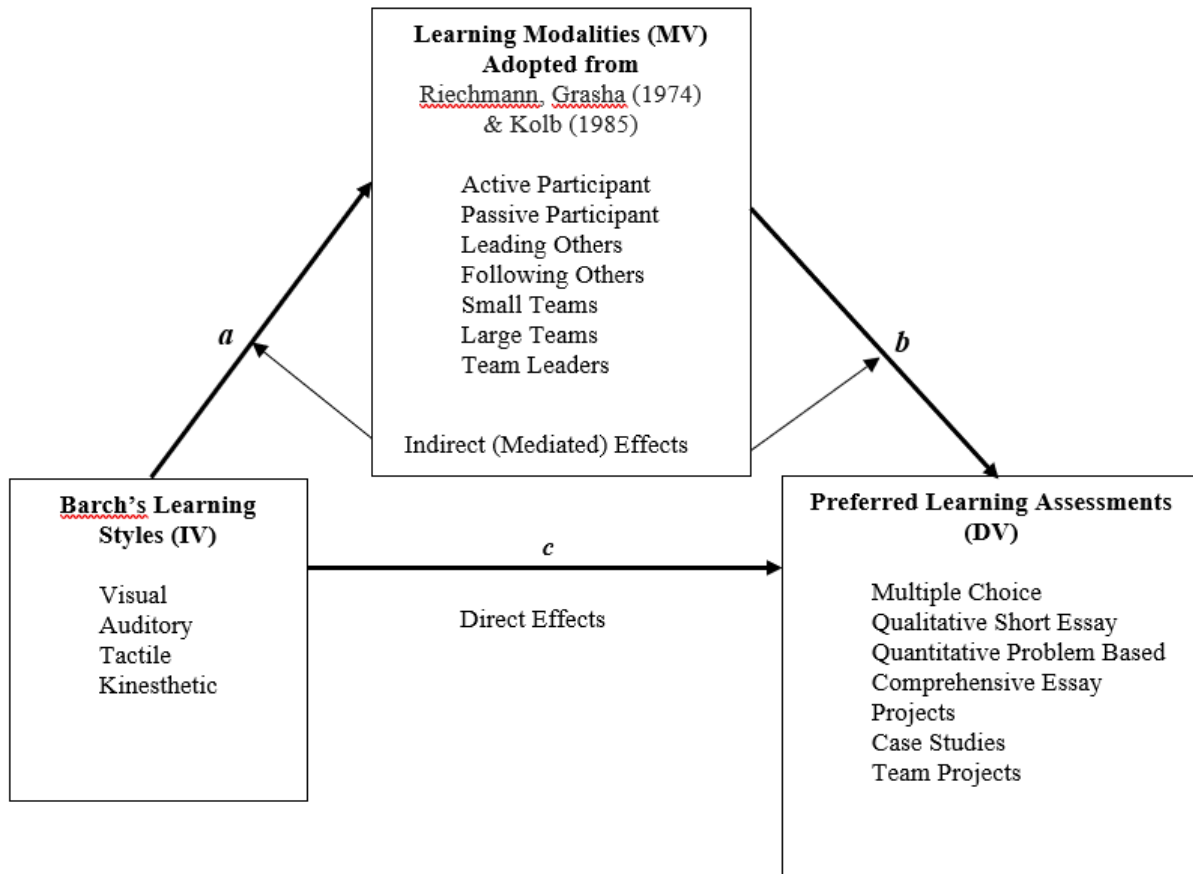 Learning Modalities (MV)
Adopted from
Riechmann, Grasha (1974)
& Kolb (1985)
Active Participant
Passive Participant
Leading Others
Following Others
Small Teams
Large Teams
Team Leaders
Indirect (Mediated) Effects
a
b
Barch’s Learning
Styles (IV)
Visual
Auditory
Tactile
Kinesthetic
c
Direct Effects
Preferred Learning Assessments
(DV)
Multiple Choice
Qualitative Short Essay
Quantitative Problem Based
Comprehensive Essay
Projects
Case Studies
Team Projects